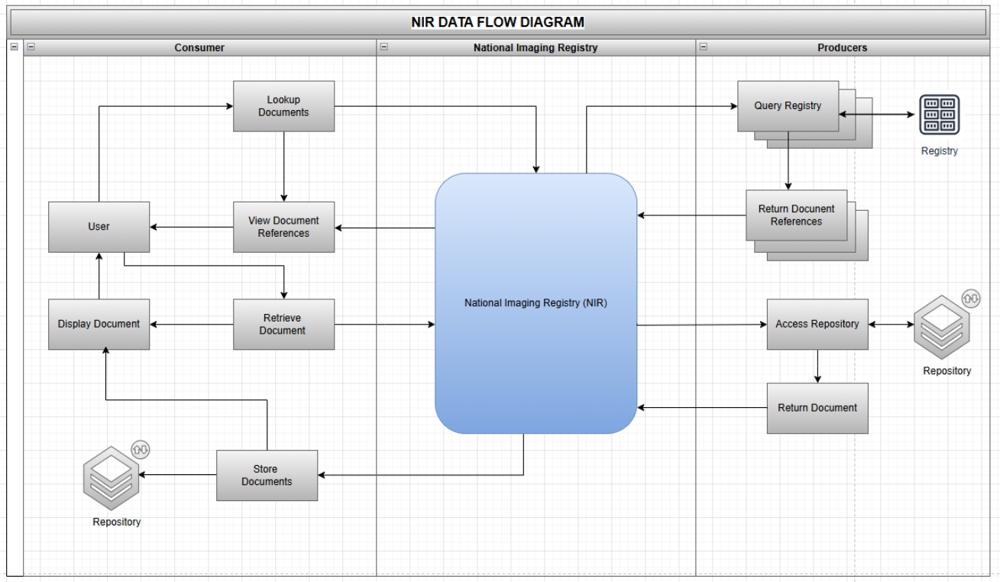 NIR DATA FLOW DIAGRAM
Consumer
National Imaging Registry
Producers
Lookup
Documents
Query Registry
Registry
User
View Document
References
Return Docunent
References
National Imaging Registry (NIR)
Display Document
Retrieve
Document
Access Repository
Repository
Return Document
Store
Documents
Repository